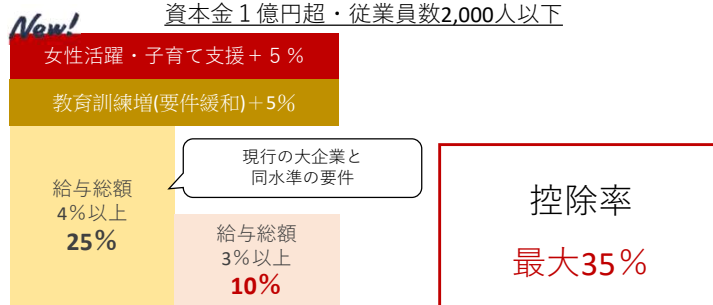 資本金１億円超・従業員数2,000人以下
New!
女性活躍・子育て支援＋５％
教育訓練増(要件緩和)＋5％
現行の大企業と
同水準の要件
給与総額
4％以上
25％
給与総額
3％以上
10％
控除率
最大35％